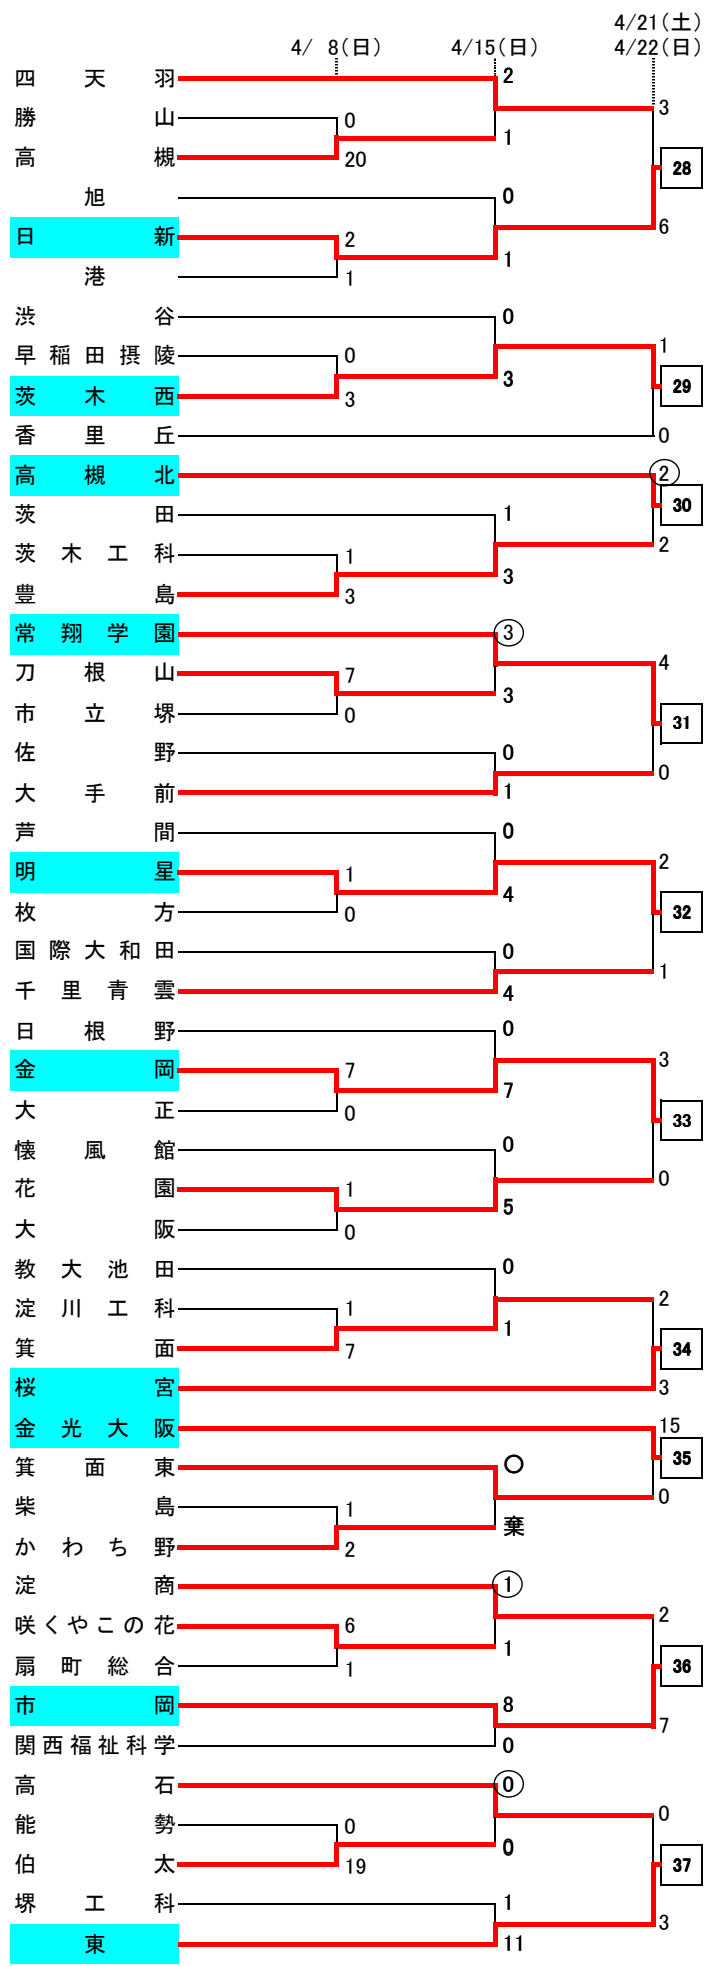 4/21(土)
4/ 8(日) 4/15(日) 4/22(日)
四天羽 2
3
勝山 0
1
高槻 20
28
旭 0
6
日新 2
1
港 1
渋谷 0
1
早稲田摂陵 0
3
29
茨木西 3
香里丘 0
高槻北 2
30
茨田 1
2
茨木工科 1
3
豊島 3
常翔学園 3
4
刀根山 7
3
市立堺 0
31
佐野 0
0
大手前 1
芦間 0
2
明星 1
4
枚方 0
32
国際大和田 0
1
千里青雲 4
日根野 0
3
金岡 7
7
大正 0
33
懐風館 0
0
花園 1
5
大阪 0
教大池田 0
2
淀川工科 1
1
箕面 7
34
桜宮 3
金光大阪 15
35
箕面東 〇
0
柴島 1
棄
かわち野 2
淀商 1
2
咲くやこの花 6
1
扇町総合 1
36
市岡 8
7
関西福祉科学 0
高石 0
0
能勢 0
0
伯太 19
37
堺工科 1
3
東 11